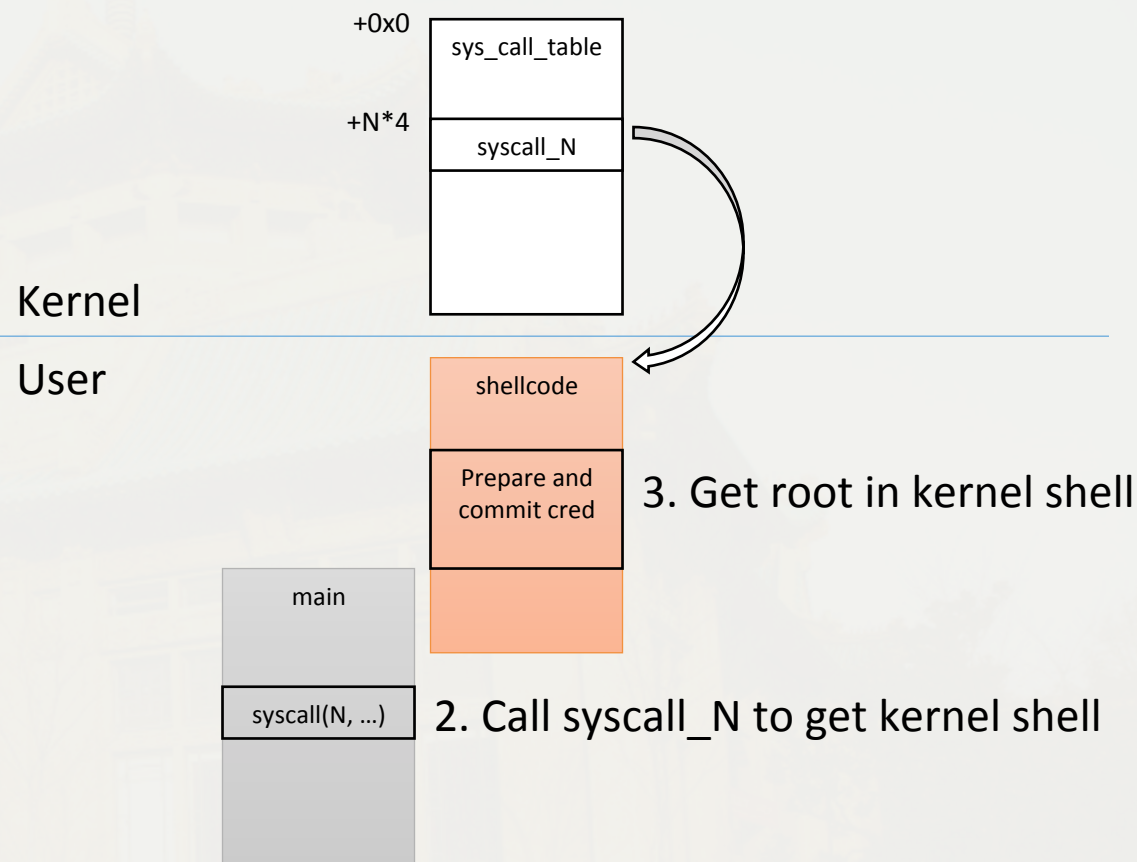 +0x0
sys_call_table
+N*4
syscall_N
Kernel
User
shellcode
Prepare and
commit cred
3. Get root in kernel shell
main
syscall(N, …)
2. Call syscall_N to get kernel shell